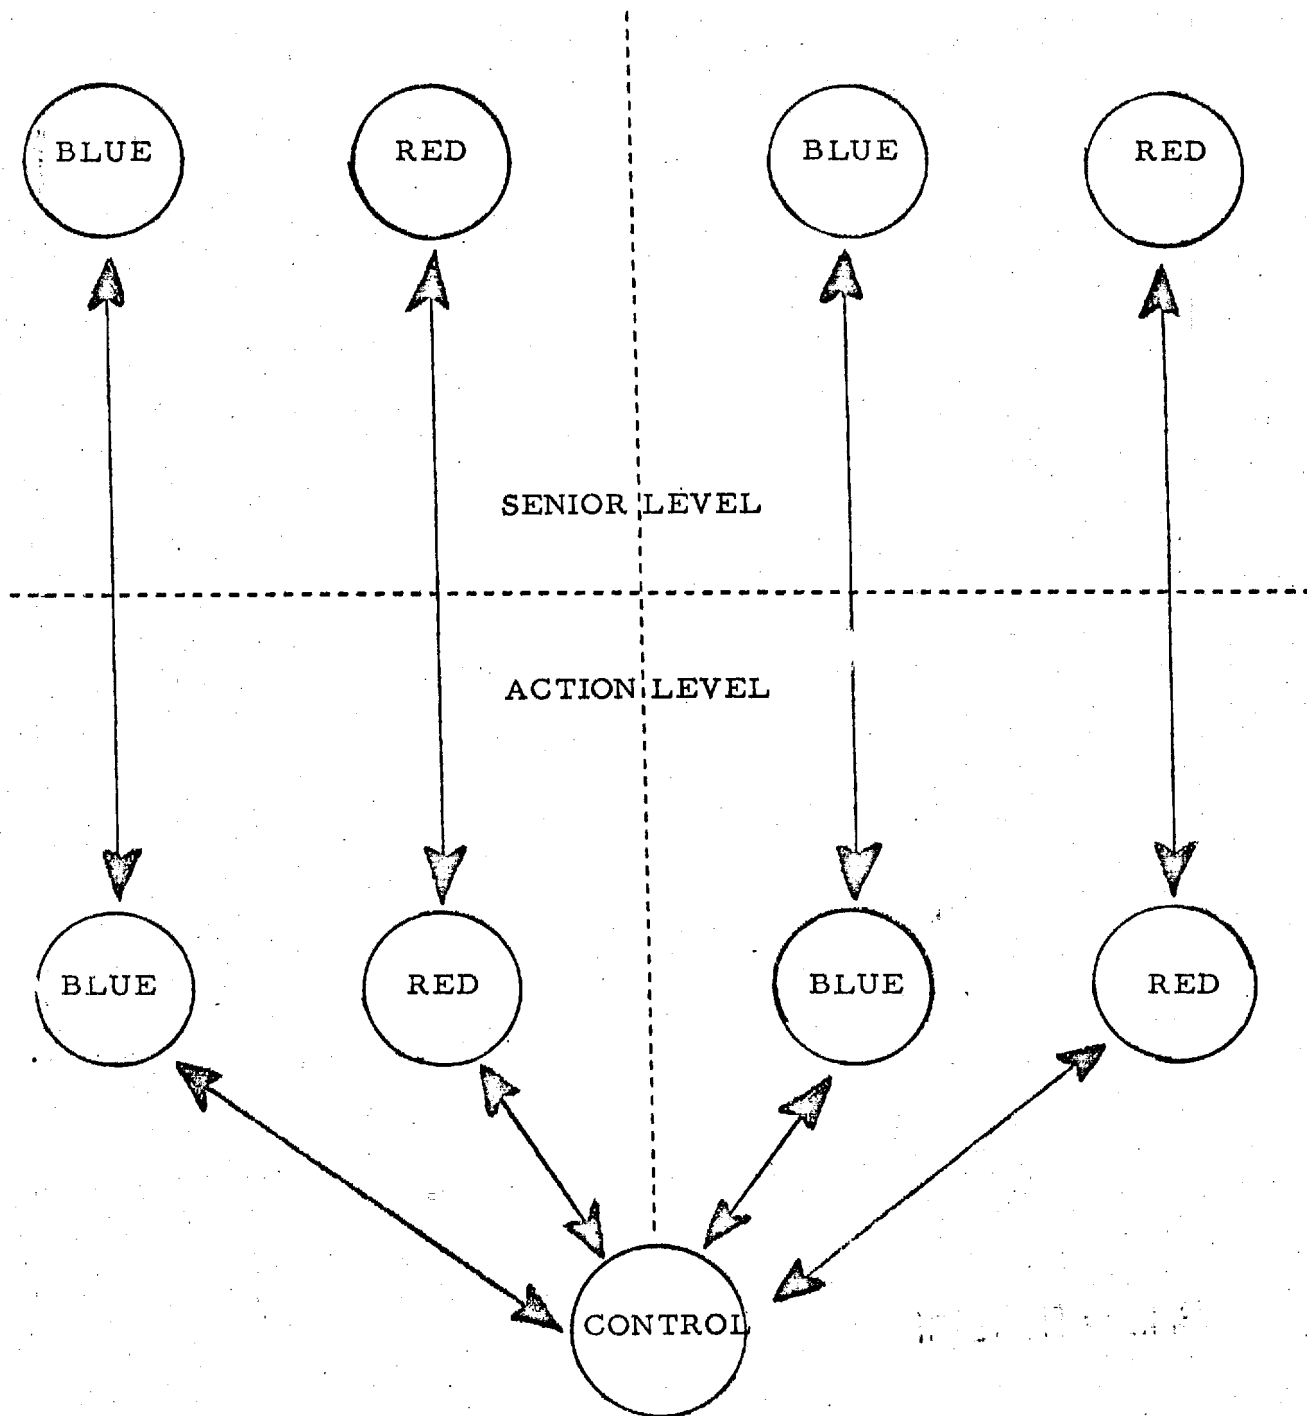 BLUE RED BLUE RED
SENIOR LEVEL
ACTION LEVEL
BLUE RED BLUE RED
CONTROL